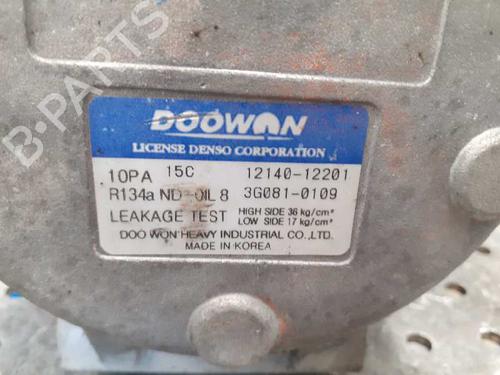 B-PARTS
DOOWON
LICENSE DENSO CORPORATION
10PA 15C 12140-12201
R134a ND-OIL 8 3G081-0109
LEAKAGE TEST HIGH SIDE 36 kg/cm²
LOW SIDE 17 kg/cm²
DOO WON HEAVY INDUSTRIAL CO.,LTD.
MADE IN KOREA